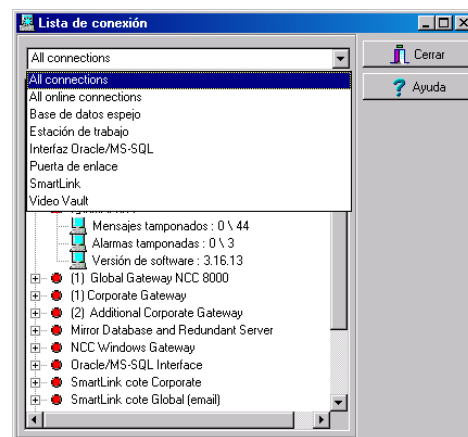 Lista de conexión
All connections
Cerrar
Ayuda
All connections
All online connections
Base de datos espejo
Estación de trabajo
Interfaz Oracle/MS-SQL
Puerta de enlace
SmartLink
Video Vault
Mensajes tamponados : 0 \ 44
Alarmas tamponadas : 0 \ 3
Versión de software : 3.16.13
(1) Global Gateway NCC 8000
(1) Corporate Gateway
(2) Additional Corporate Gateway
Mirror Database and Redundant Server
NCC Windows Gateway
Oracle/MS-SQL Interface
SmartLink cote Corporate
SmartLink cote Global (email)